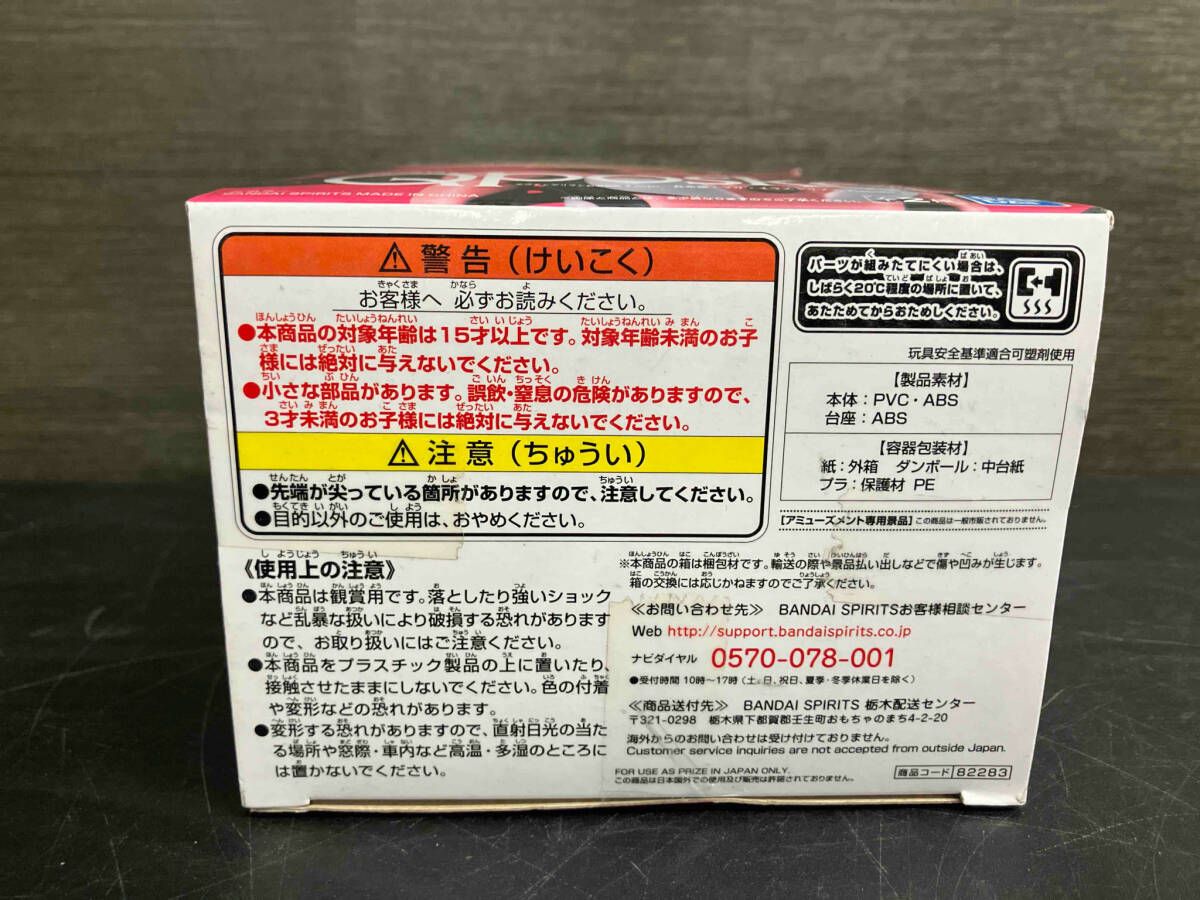 Qposket
BANDAI SPIRITS MADE IN CHINA
⚠警告(けいこく)
お客様へ 必ずお読みください。
●本商品の対象年齢は15才以上です。対象年齢未満のお子
様には絶対に与えないでください。
●小さな部品があります。誤飲・窒息の危険がありますので、
3才未満のお子様には絶対に与えないでください。
⚠注意(ちゅうい)
●先端が尖っている箇所がありますので、注意してください。
●目的以外のご使用は、おやめください。
《使用上の注意》
●本商品は観賞用です。落としたり強いショック
など乱暴な扱いにより破損する恐れがあります
ので、お取り扱いにはご注意ください。
●本商品をプラスチック製品の上に置いたり、
接触させたままにしないでください。色の付着
や変形などの恐れがあります。
●変形する恐れがありますので、直射日光の当た
る場所や窓際・車内など高温・多湿のところに
は置かないでください。
パーツが組みたてにくい場合は、
しばらく20℃程度の場所に置いて、
あたためてからおためしください。
玩具安全基準適合可塑剤使用
【製品素材】
本体:PVC・ABS
台座:ABS
【容器包装材】
紙:外箱 ダンボール:中台紙
プラ:保護材 PE
【アミューズメント専用景品】この商品は一般市販されておりません。
※本商品の箱は梱包材です。輸送の際や景品払い出しなどで傷や凹みが生じます。
箱の交換には応じかねますのでご了承ください。
≪お問い合わせ先≫ BANDAI SPIRITSお客様相談センター
Web http://support.bandaispirits.co.jp
ナビダイヤル 0570-078-001
●受付時間 10時~17時(土、日、祝日、夏季・冬季休業日を除く)
≪商品送付先≫ BANDAI SPIRITS 栃木配送センター
〒321-0298 栃木県下都賀郡壬生町おもちゃのまち4-2-20
海外からのお問い合わせは受け付けておりません。
Customer service inquiries are not accepted from outside Japan.
FOR USE AS PRIZE IN JAPAN ONLY.
この商品は日本国外での使用及び販売は許諾されておりません。
商品コード 82283